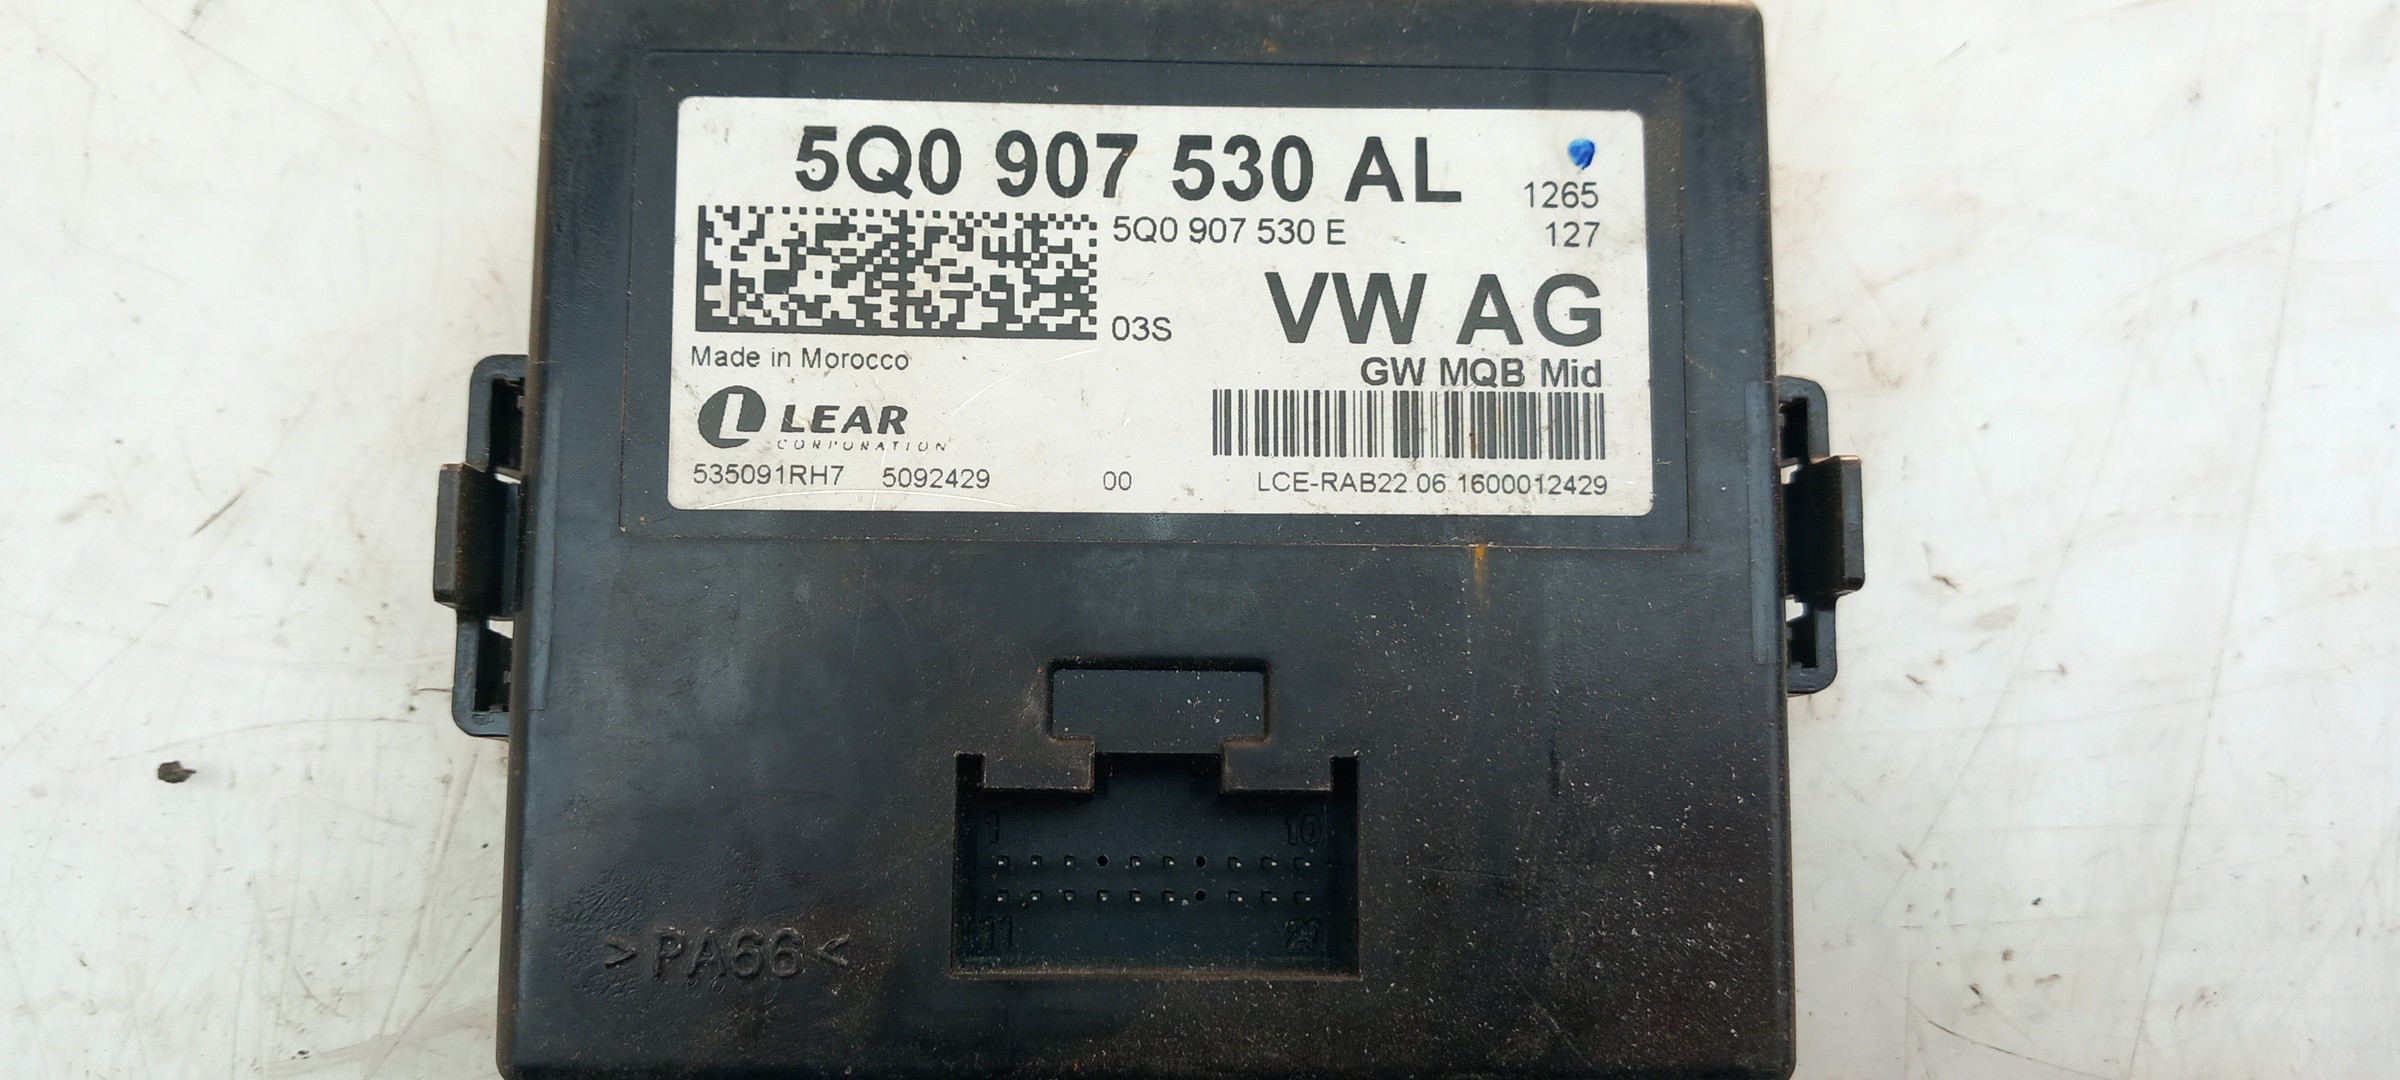 5Q0 907 530 AL
1265
5Q0 907 530 E
127
VW AG
03S
Made in Morocco
GW MQB Mid
LEAR
CORPORATION
535091RH7 5092429 00 LCE-RAB22.06 1600012429
1 10
11 20
>PA66<